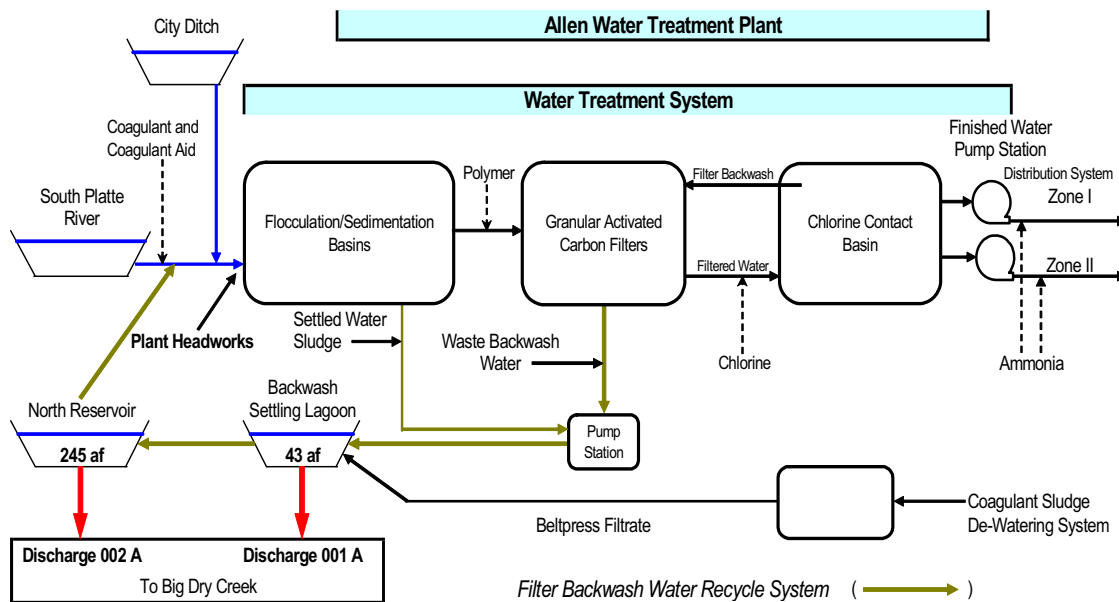 City Ditch
Allen Water Treatment Plant
Water Treatment System
Coagulant and
Coagulant Aid
Finished Water
Pump Station
Polymer
Filter Backwash
Distribution System
Zone I
South Platte
River
Flocculation/Sedimentation
Basins
Granular Activated
Carbon Filters
Chlorine Contact
Basin
Filtered Water
Zone II
Plant Headworks
Settled Water
Sludge
Waste Backwash
Water
Chlorine
Ammonia
North Reservoir
Backwash
Settling Lagoon
245 af
43 af
Pump
Station
Beltpress Filtrate
Coagulant Sludge
De-Watering System
Discharge 002 A
Discharge 001 A
To Big Dry Creek
Filter Backwash Water Recycle System ( )